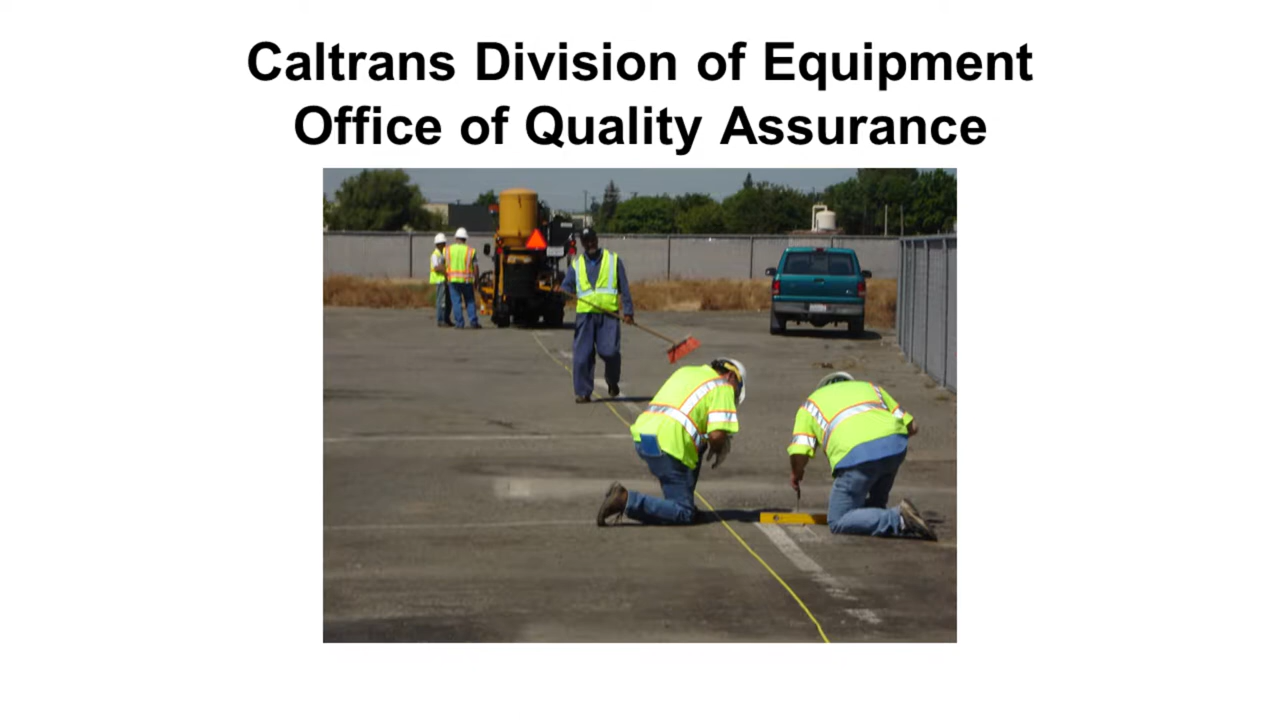 Caltrans Division of Equipment
Office of Quality Assurance